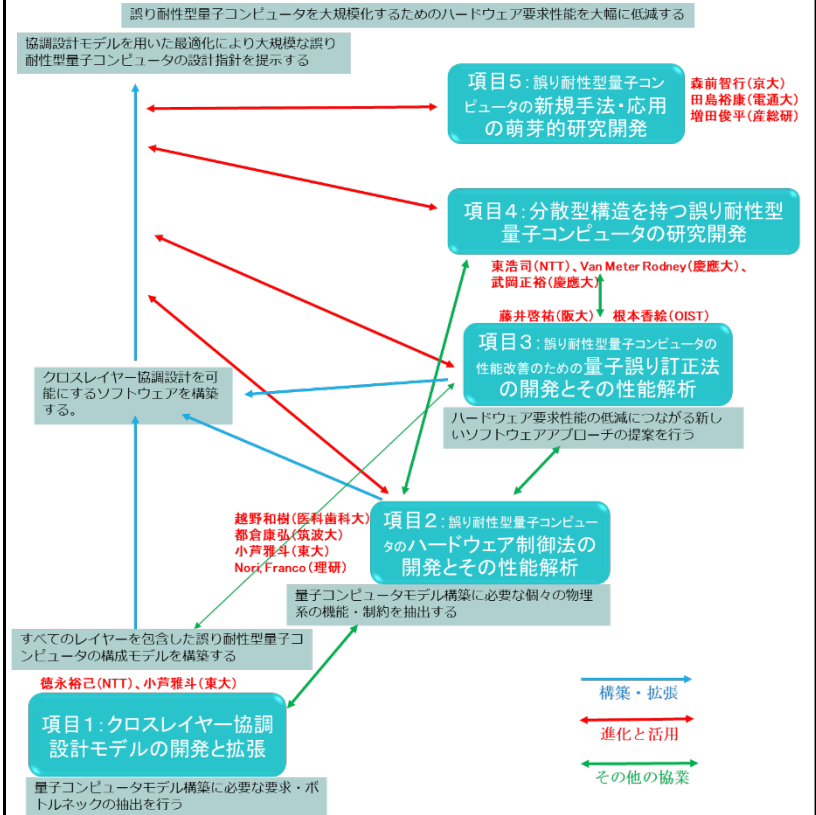 誤り耐性型量子コンピュータを大規模化するためのハードウェア要求性能を大幅に低減する
協調設計モデルを用いた最適化により大規模な誤り
耐性型量子コンピュータの設計指針を提示する
項目5:誤り耐性型量子コン
ピュータの新規手法・応用
の萌芽的研究開発
森前智行(京大)
田島裕康(電通大)
増田俊平(産総研)
項目4:分散型構造を持つ誤り耐性型
量子コンピュータの研究開発
東浩司(NTT)、Van Meter Rodney(慶應大)、
武岡正裕(慶應大)
藤井啓祐(阪大) 根本香絵(OIST)
項目3:誤り耐性型量子コンピュータの
性能改善のための量子誤り訂正法
の開発とその性能解析
クロスレイヤー協調設計を可
能にするソフトウェアを構築
する。
ハードウェア要求性能の低減につながる新し
いソフトウェアアプローチの提案を行う
越野和樹(医科歯科大)
都倉康弘(筑波大)
小芦雅斗(東大)
Nori, Franco(理研)
項目2:誤り耐性型量子コンピュー
タのハードウェア制御法の
開発とその性能解析
量子コンピュータモデル構築に必要な個々の物理
系の機能・制約を抽出する
すべてのレイヤーを包含した誤り耐性型量子コ
ンピュータの構成モデルを構築する
徳永裕己(NTT)、小芦雅斗(東大)
項目1:クロスレイヤー協調
設計モデルの開発と拡張
量子コンピュータモデル構築に必要な要求・ボ
トルネックの抽出を行う
構築・拡張
進化と活用
その他の協業